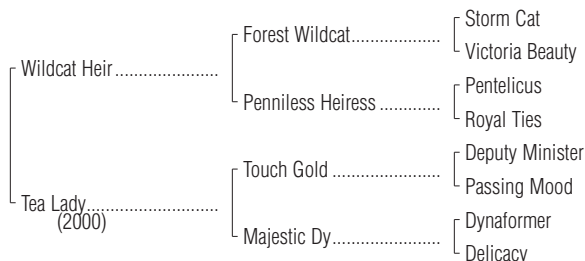 Storm Cat
Forest Wildcat
Victoria Beauty
Wildcat Heir
Pentelicus
Penniless Heiress
Royal Ties
Deputy Minister
Touch Gold
Passing Mood
Tea Lady
(2000)
Dynaformer
Majestic Dy
Delicacy